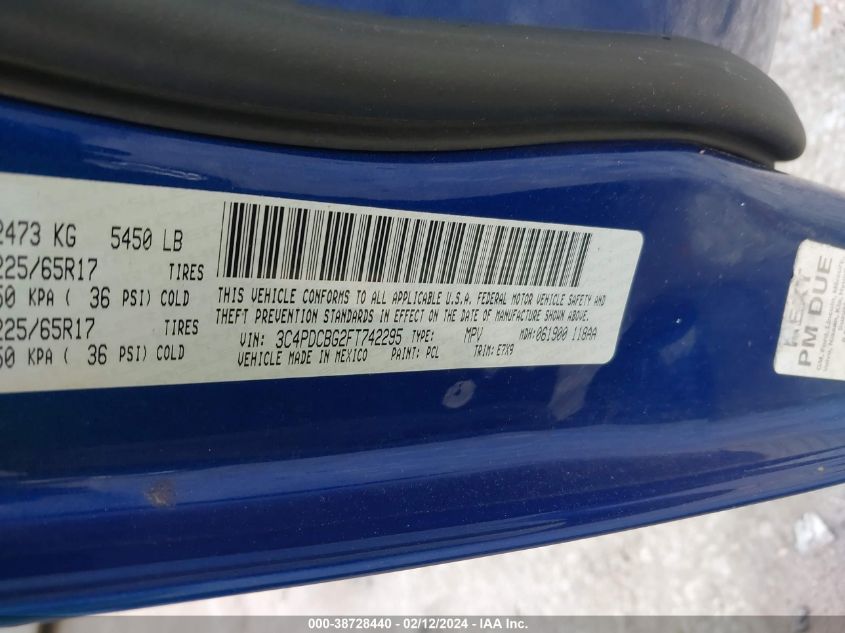 2473 KG 5450 LB
225/65R17 TIRES
50 KPA ( 36 PSI) COLD
225/65R17 TIRES
50 KPA ( 36 PSI) COLD
THIS VEHICLE CONFORMS TO ALL APPLICABLE U.S.A. FEDERAL MOTOR VEHICLE SAFETY AND
THEFT PREVENTION STANDARDS IN EFFECT ON THE DATE OF MANUFACTURE SHOWN ABOVE.
VIN: 3C4PDCBG2FT742295 TYPE: MPV MDH: 061900 118AA
VEHICLE MADE IN MEXICO PAINT: PCL TRIM: E7X9
NEXT
PM DUE
000-38728440 - 02/12/2024 - IAA Inc.